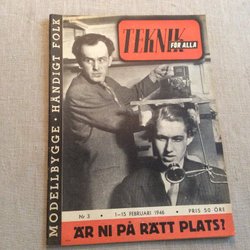 TEKNIK
FÖR ALLA
MODELLBYGGE · HÄNDIGT FOLK
Nr 3 · 1-15 FEBRUARI 1946 · PRIS 50 ÖRE
ÄR NI PÅ RÄTT PLATS?